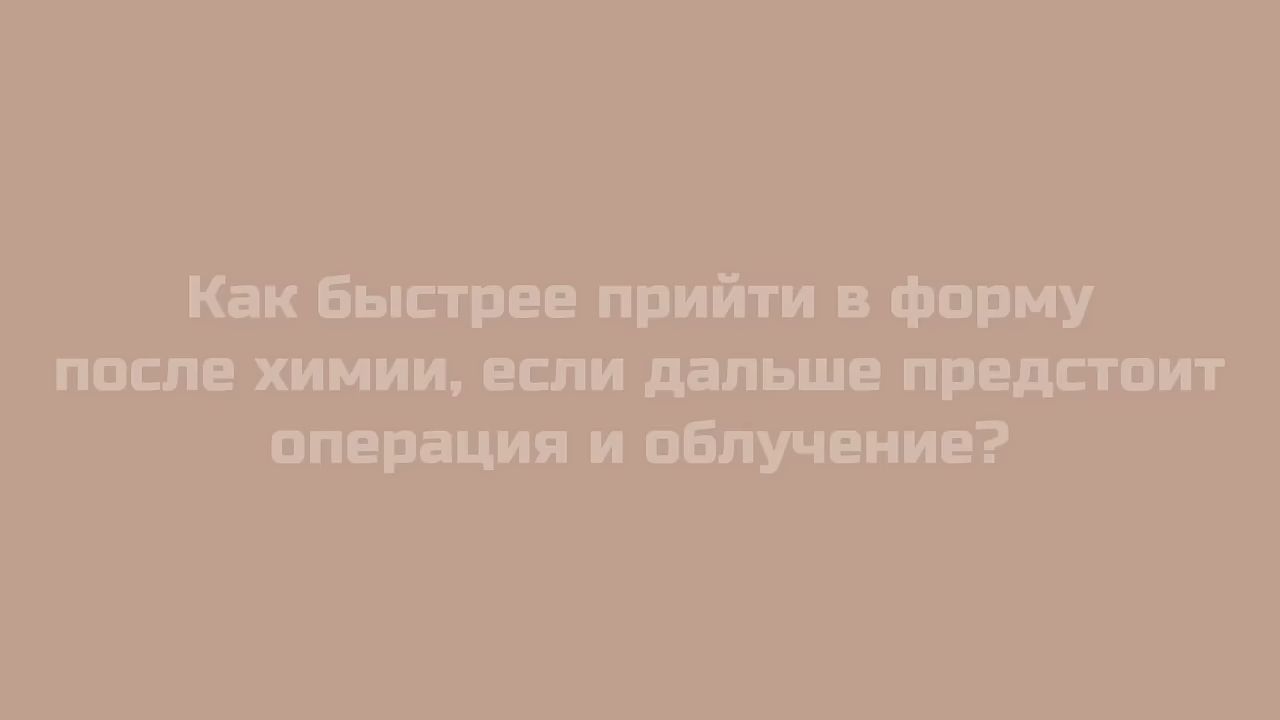 Как быстрее прийти в форму
после химии, если дальше предстоит
операция и облучение?